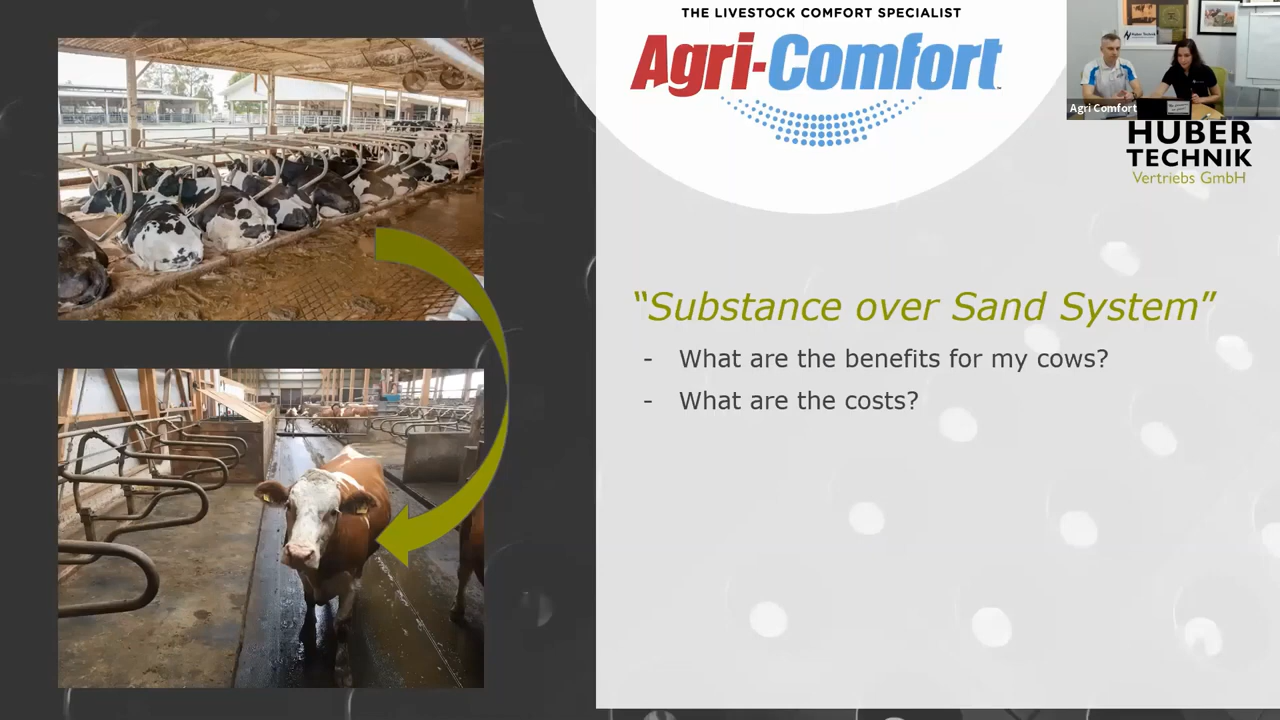 THE LIVESTOCK COMFORT SPECIALIST
Agri-Comfort
Agri Comfort
HUBER
TECHNIK
Vertriebs GmbH
“Substance over Sand System”
- What are the benefits for my cows?
- What are the costs?